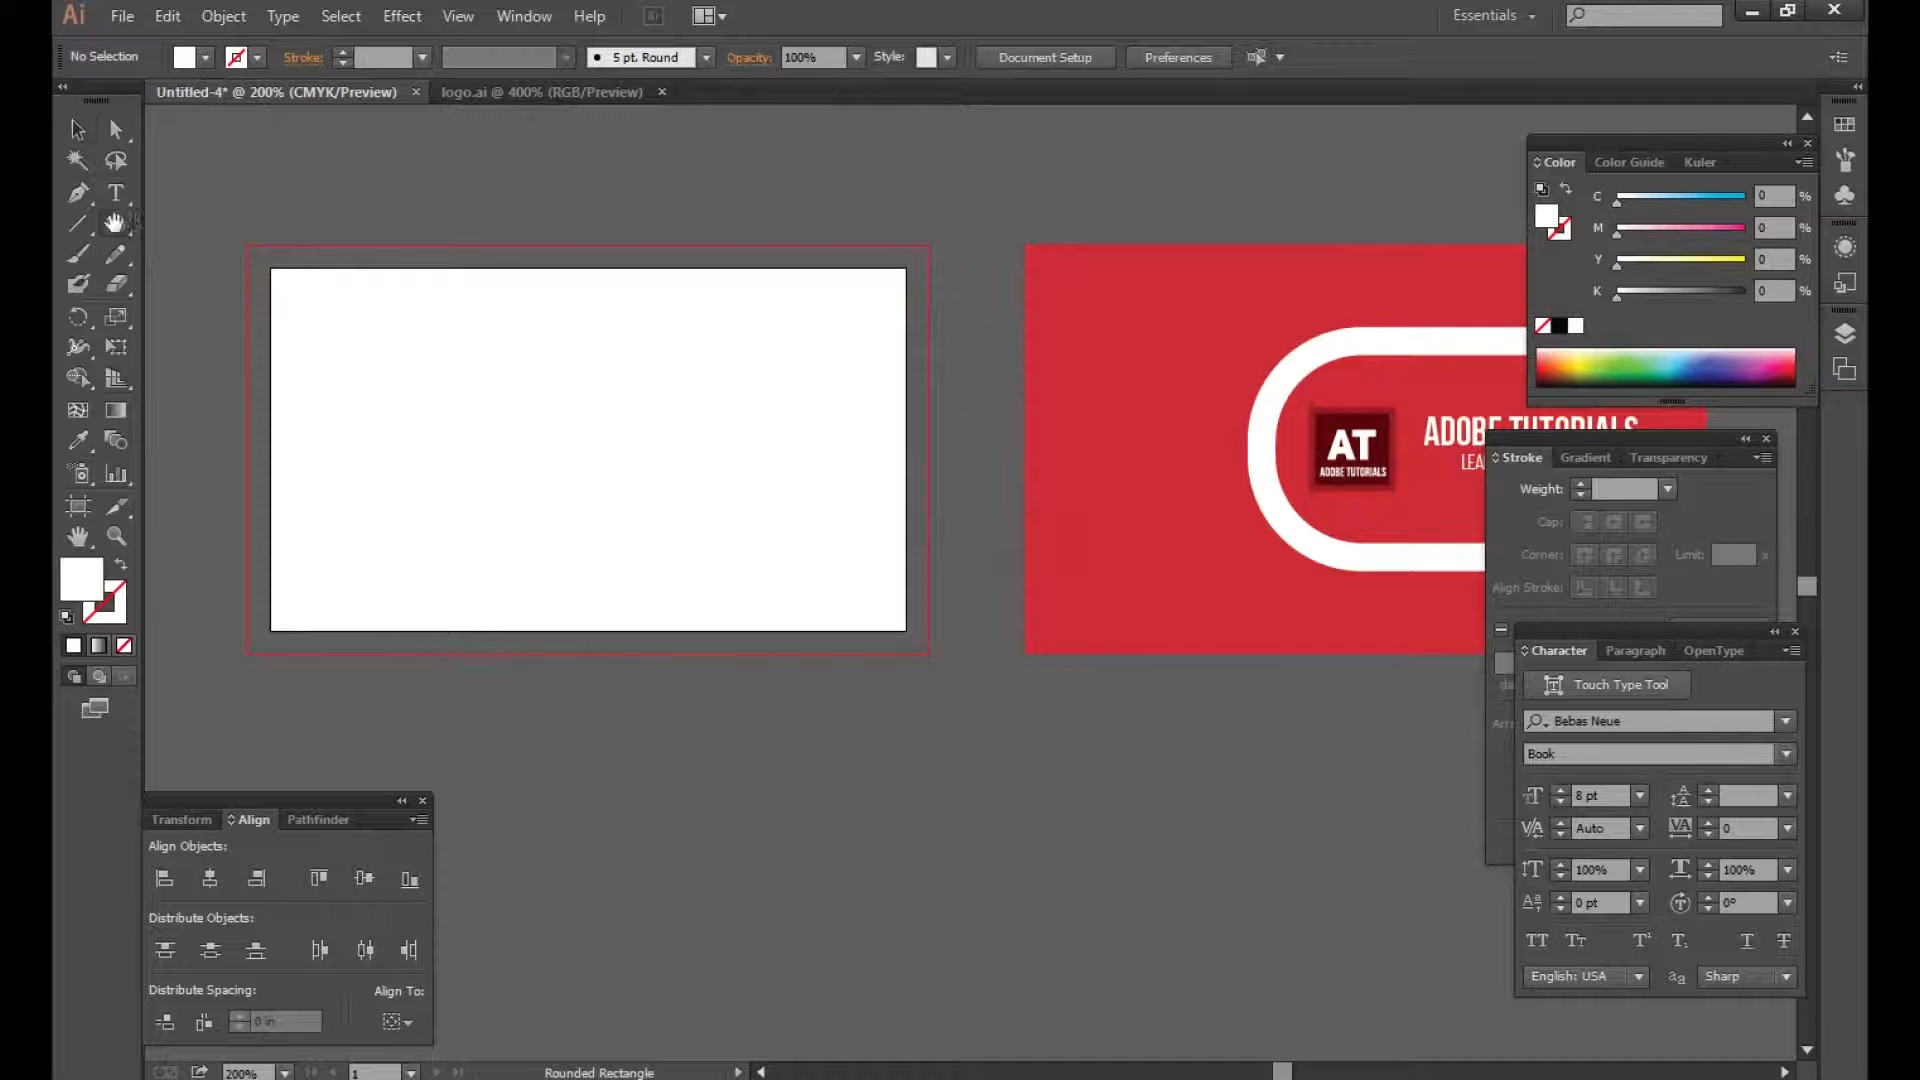 Ai File Edit Object Type Select Effect View Window Help Br Essentials
No Selection Stroke: 5 pt. Round Opacity: 100% Style: Document Setup Preferences
Untitled-4* @ 200% (CMYK/Preview) × logo.ai @ 400% (RGB/Preview) ×
Color Color Guide Kuler
C 0 %
M 0 %
Y 0 %
K 0 %
AT
ADOBE TUTORIALS
ADOBE TUTORIALS
LEA
Stroke Gradient Transparency
Weight:
Cap:
Corner: Limit: x
Align Stroke:
Character Paragraph OpenType
Touch Type Tool
Bebas Neue
Book
8 pt
Auto 0
100% 100%
0 pt 0°
English: USA aa Sharp
Transform Align Pathfinder
Align Objects:
Distribute Objects:
Distribute Spacing: Align To:
0 in
200% 1 Rounded Rectangle